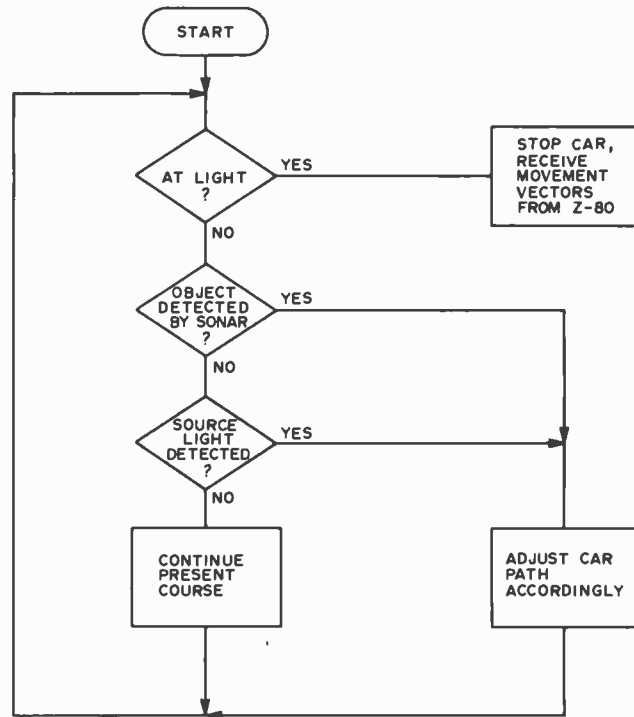 START
AT LIGHT
?
YES
STOP CAR,
RECEIVE
MOVEMENT
VECTORS
FROM Z-80
NO
OBJECT
DETECTED
BY SONAR
?
YES
NO
SOURCE
LIGHT
DETECTED
?
YES
NO
CONTINUE
PRESENT
COURSE
ADJUST CAR
PATH
ACCORDINGLY